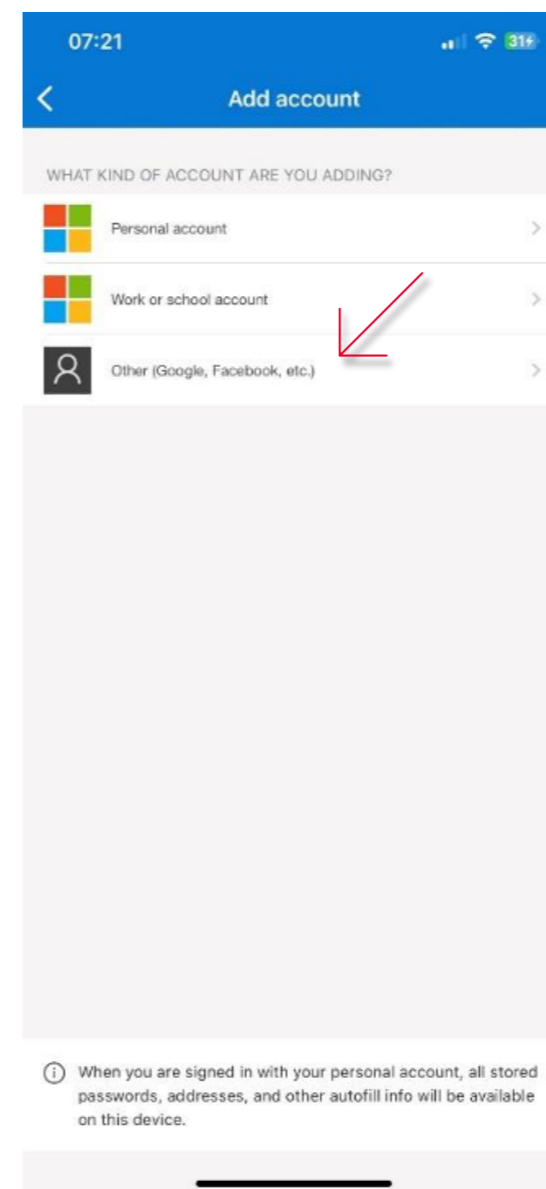 07:21
31
Add account
WHAT KIND OF ACCOUNT ARE YOU ADDING?
Personal account
Work or school account
Other (Google, Facebook, etc.)
When you are signed in with your personal account, all stored
passwords, addresses, and other autofill info will be available
on this device.